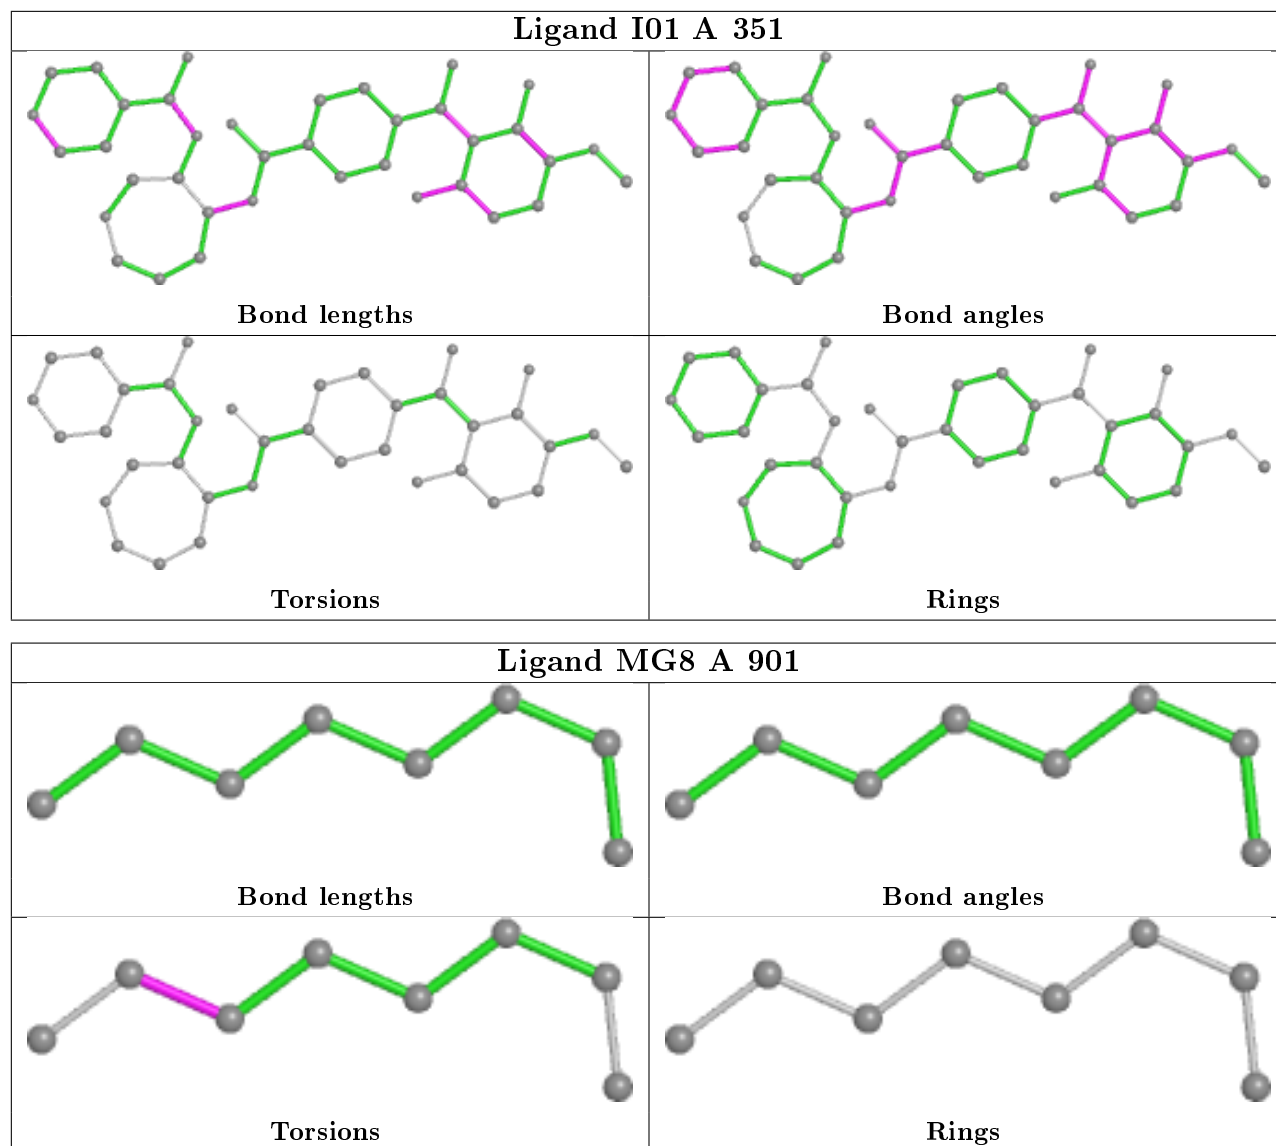 Ligand I01 A 351
Bond lengths
Bond angles
Torsions
Rings
Ligand MG8 A 901
Bond lengths
Bond angles
Torsions
Rings